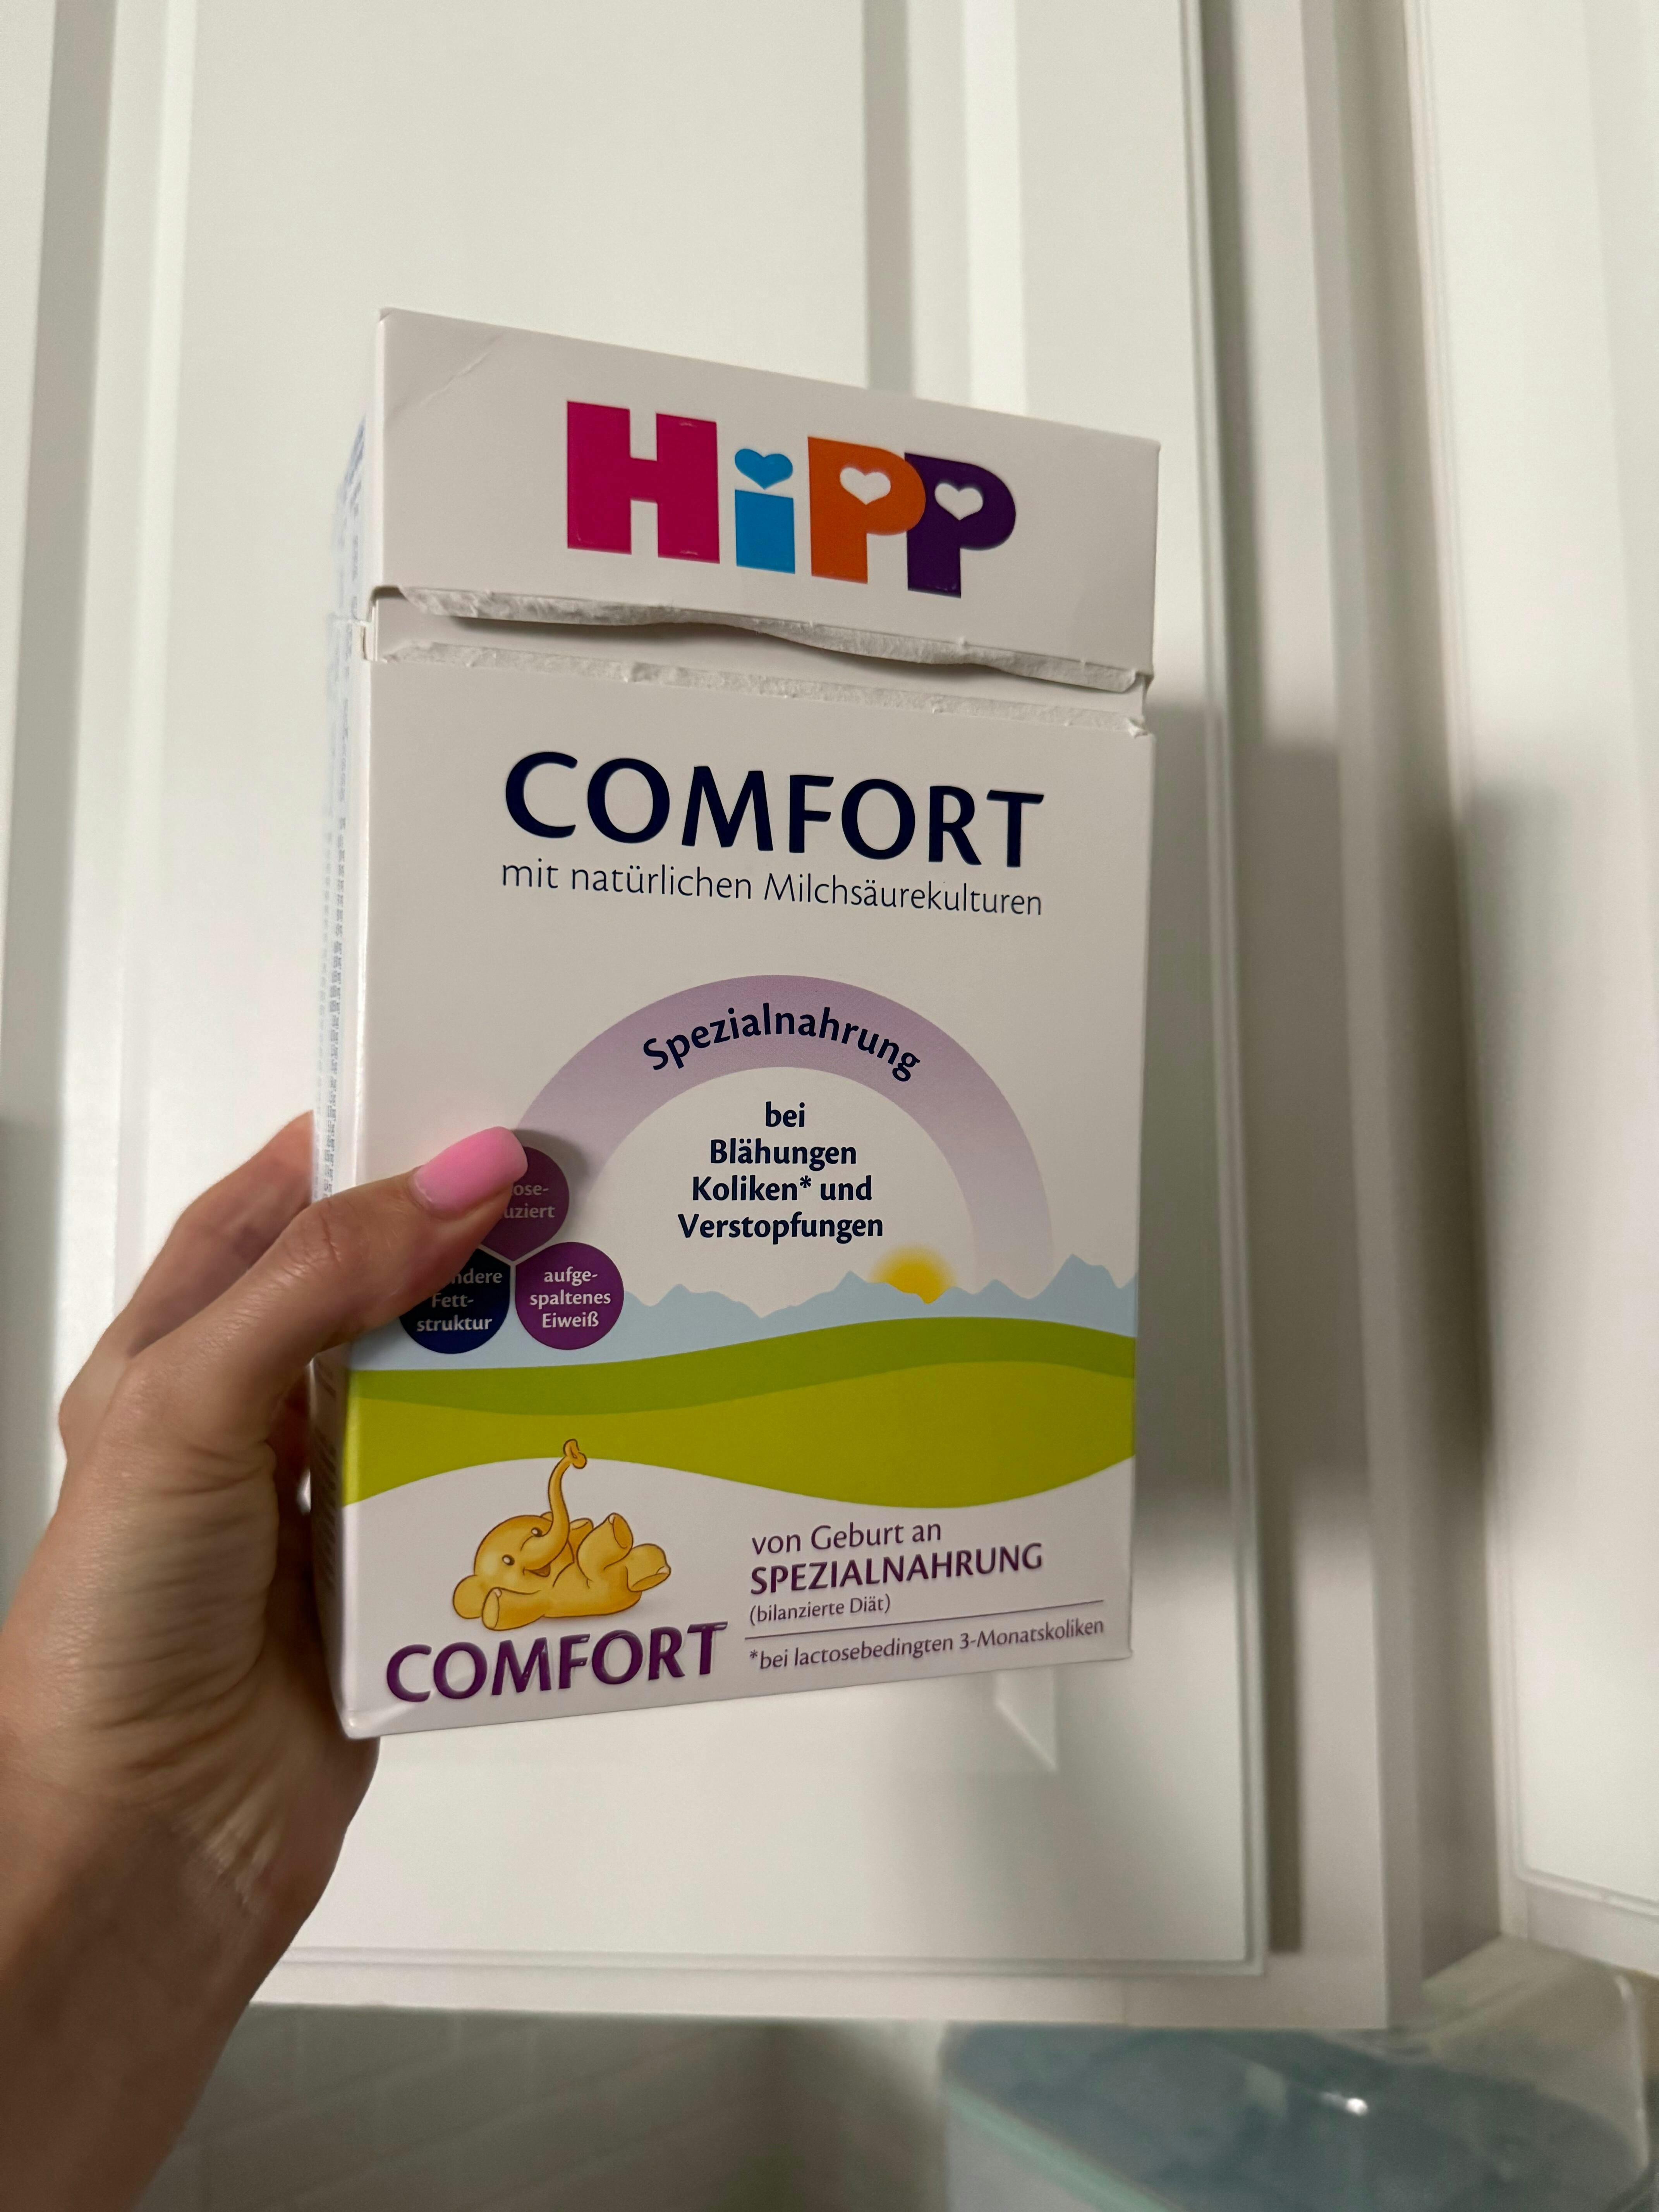 HiPP
COMFORT
mit natürlichen Milchsäurekulturen
Spezialnahrung
bei
Blähungen
Koliken* und
Verstopfungen
Fett-
struktur
aufge-
spaltenes
Eiweiß
COMFORT
von Geburt an
SPEZIALNAHRUNG
(bilanzierte Diät)
*bei lactosebedingten 3-Monatskoliken